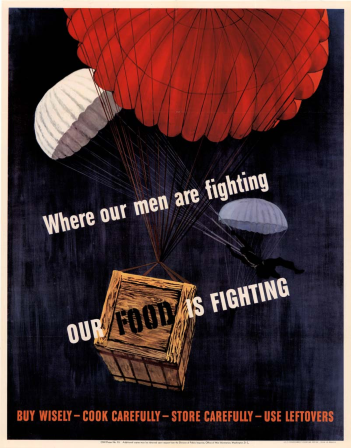 Where our men are fighting
OUR FOOD IS FIGHTING
BUY WISELY – COOK CAREFULLY – STORE CAREFULLY – USE LEFTOVERS